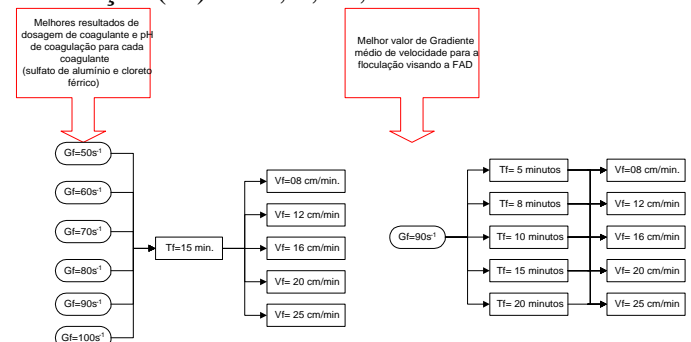 Melhores resultados de
dosagem de coagulante e pH
de coagulação para cada
coagulante
(sulfato de alumínio e cloreto
férrico)
Gf=50s⁻¹
Gf=60s⁻¹
Gf=70s⁻¹
Gf=80s⁻¹
Gf=90s⁻¹
Gf=100s⁻¹
Tf=15 min.
Vf=08 cm/min.
Vf= 12 cm/min
Vf= 16 cm/min
Vf= 20 cm/min
Vf= 25 cm/min
Melhor valor de Gradiente
médio de velocidade para a
floculação visando a FAD
Gf=90s⁻¹
Tf= 5 minutos
Tf= 8 minutos
Tf= 10 minutos
Tf= 15 minutos
Tf= 20 minutos
Vf=08 cm/min
Vf= 12 cm/min
Vf= 16 cm/min
Vf= 20 cm/min
Vf= 25 cm/min